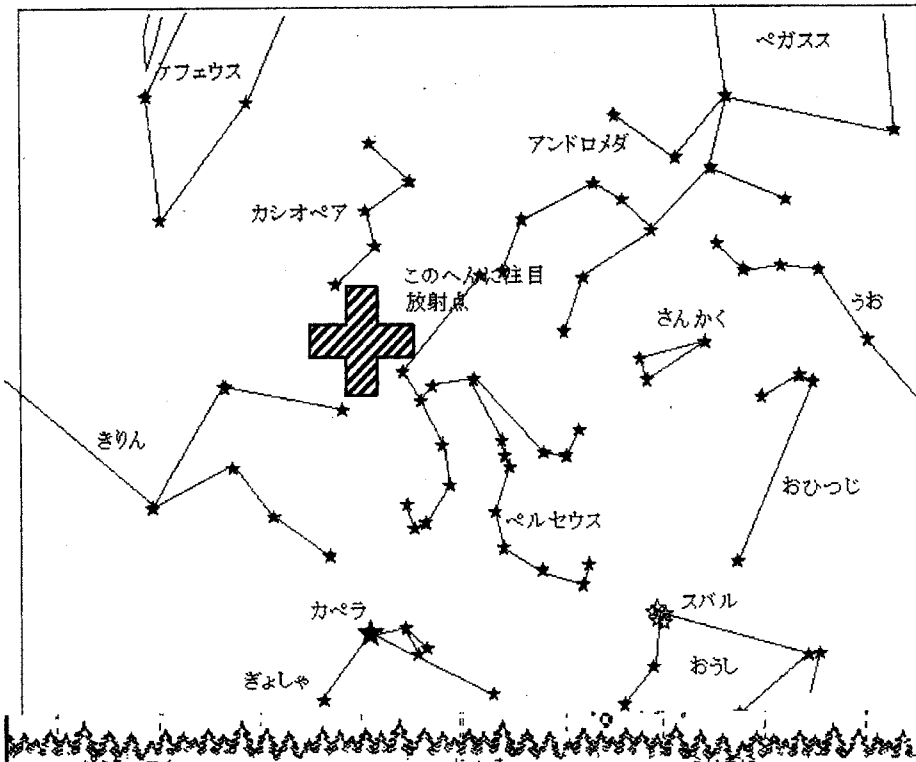 ペガスス
ケフェウス
アンドロメダ
カシオペア
このへんに注目
放射点
うお
さんかく
きりん
おひつじ
ペルセウス
スバル
カペラ
おうし
ぎょしゃ